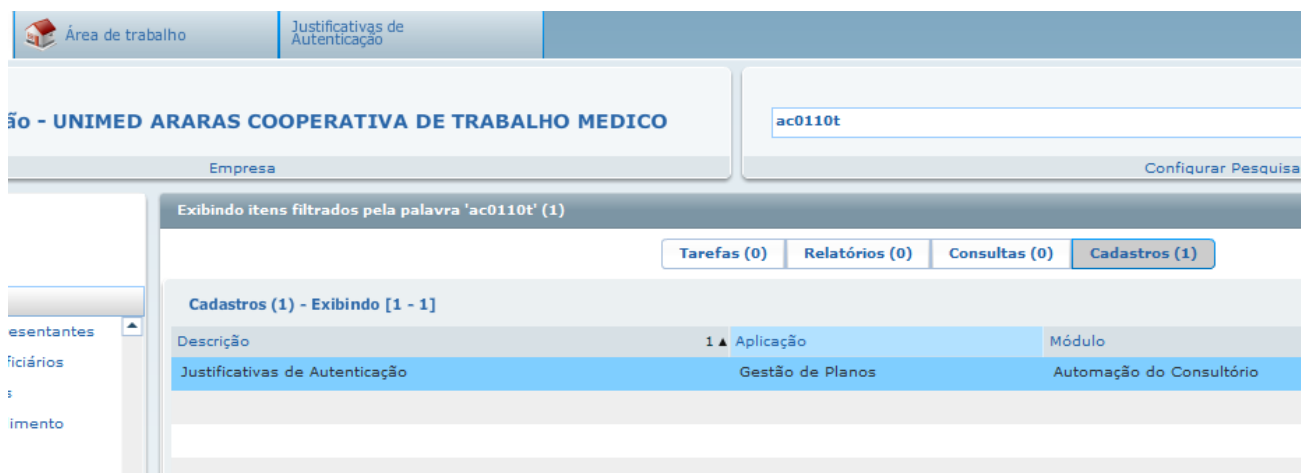 Área de trabalho
Justificativas de
Autenticação
ão - UNIMED ARARAS COOPERATIVA DE TRABALHO MEDICO
ac0110t
Empresa
Configurar Pesquisa
Exibindo itens filtrados pela palavra 'ac0110t' (1)
Tarefas (0) Relatórios (0) Consultas (0) Cadastros (1)
Cadastros (1) - Exibindo [1 - 1]
esentantes
Descrição 1 ▲ Aplicação Módulo
ficiários
Justificativas de Autenticação Gestão de Planos Automação do Consultório
s
imento